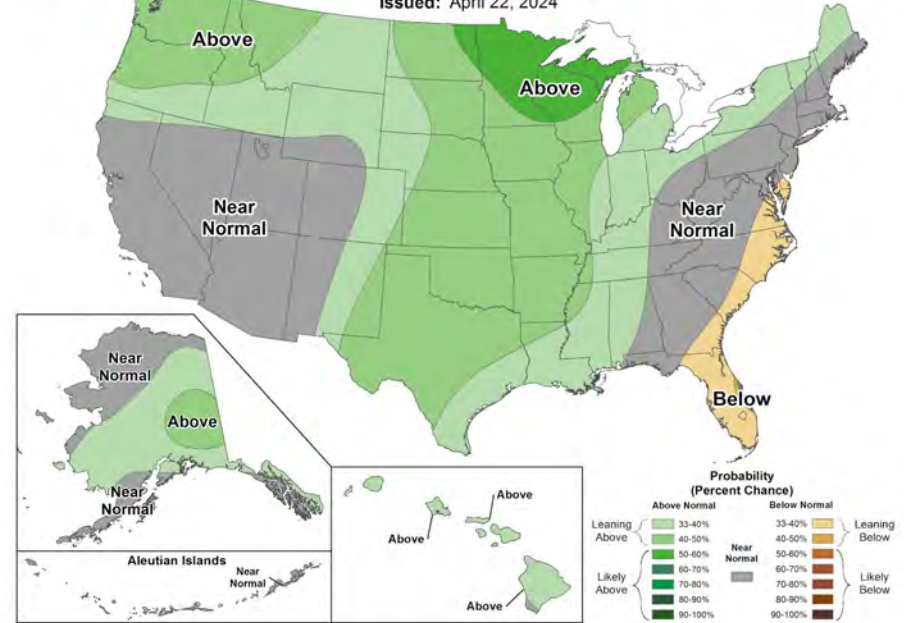 Issued: April 22, 2024
Above
Above
Near
Normal
Near
Normal
Below
Near
Normal
Above
Near
Normal
Aleutian Islands
Near
Normal
Above
Above
Above
Probability
(Percent Chance)
Above Normal
Below Normal
Leaning
Above
33-40%
40-50%
50-60%
60-70%
70-80%
80-90%
90-100%
Likely
Above
Near
Normal
33-40%
40-50%
50-60%
60-70%
70-80%
80-90%
90-100%
Leaning
Below
Likely
Below